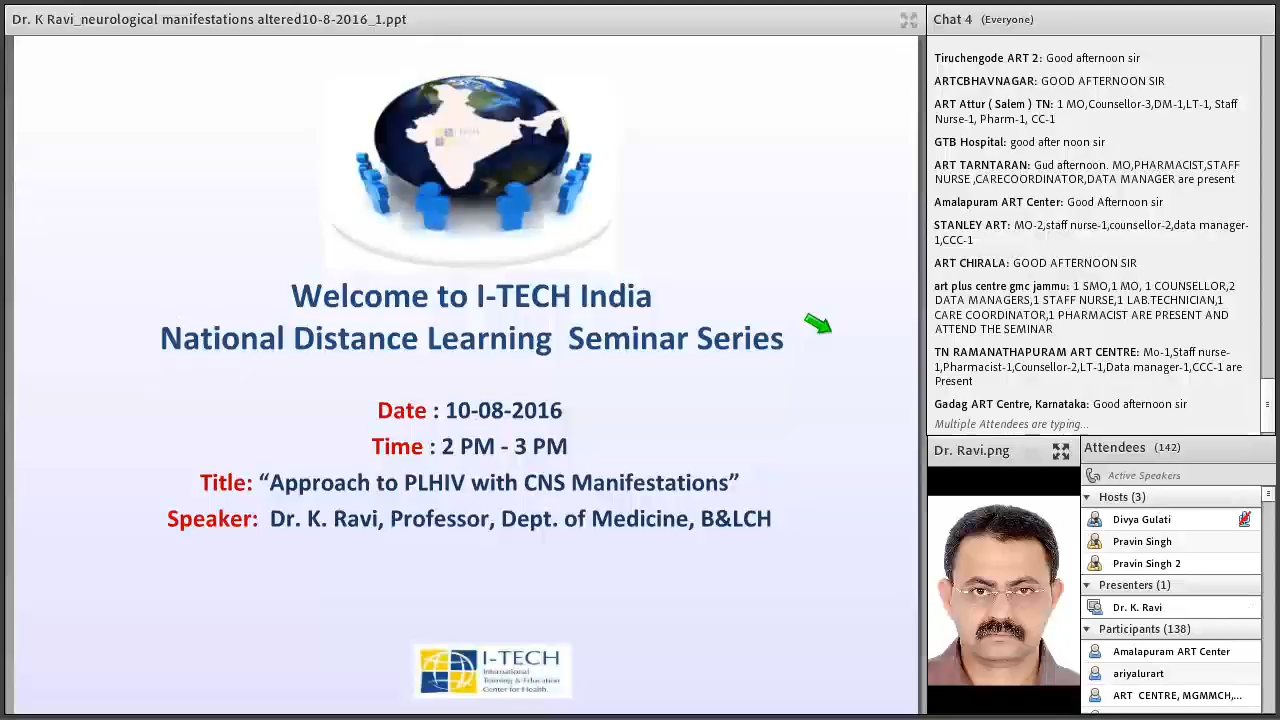 Dr. K Ravi_neurological manifestations altered10-8-2016_1.ppt
Welcome to I-TECH India
National Distance Learning Seminar Series
Date : 10-08-2016
Time : 2 PM - 3 PM
Title: “Approach to PLHIV with CNS Manifestations”
Speaker: Dr. K. Ravi, Professor, Dept. of Medicine, B&LCH
I-TECH
International
Training & Education
Center for Health
Chat 4 (Everyone)
Tiruchengode ART 2: Good afternoon sir
ARTCBHAVNAGAR: GOOD AFTERNOON SIR
ART Attur ( Salem ) TN: 1 MO,Counsellor-3,DM-1,LT-1, Staff
Nurse-1, Pharm-1, CC-1
GTB Hospital: good after noon sir
ART TARNTARAN: Gud afternoon. MO,PHARMACIST,STAFF
NURSE ,CARECOORDINATOR,DATA MANAGER are present
Amalapuram ART Center: Good Afternoon sir
STANLEY ART: MO-2,staff nurse-1,counsellor-2,data manager-
1,CCC-1
ART CHIRALA: GOOD AFTERNOON SIR
art plus centre gmc jammu: 1 SMO,1 MO, 1 COUNSELLOR,2
DATA MANAGERS,1 STAFF NURSE,1 LAB.TECHNICIAN,1
CARE COORDINATOR,1 PHARMACIST ARE PRESENT AND
ATTEND THE SEMINAR
TN RAMANATHAPURAM ART CENTRE: Mo-1,Staff nurse-
1,Pharmacist-1,Counsellor-2,LT-1,Data manager-1,CCC-1 are
Present
Gadag ART Centre, Karnataka: Good afternoon sir
Multiple Attendees are typing...
Dr. Ravi.png
Attendees (142)
Active Speakers
Hosts (3)
Divya Gulati
Pravin Singh
Pravin Singh 2
Presenters (1)
Dr. K. Ravi
Participants (138)
Amalapuram ART Center
ariyalurart
ART CENTRE, MGMMCH,...